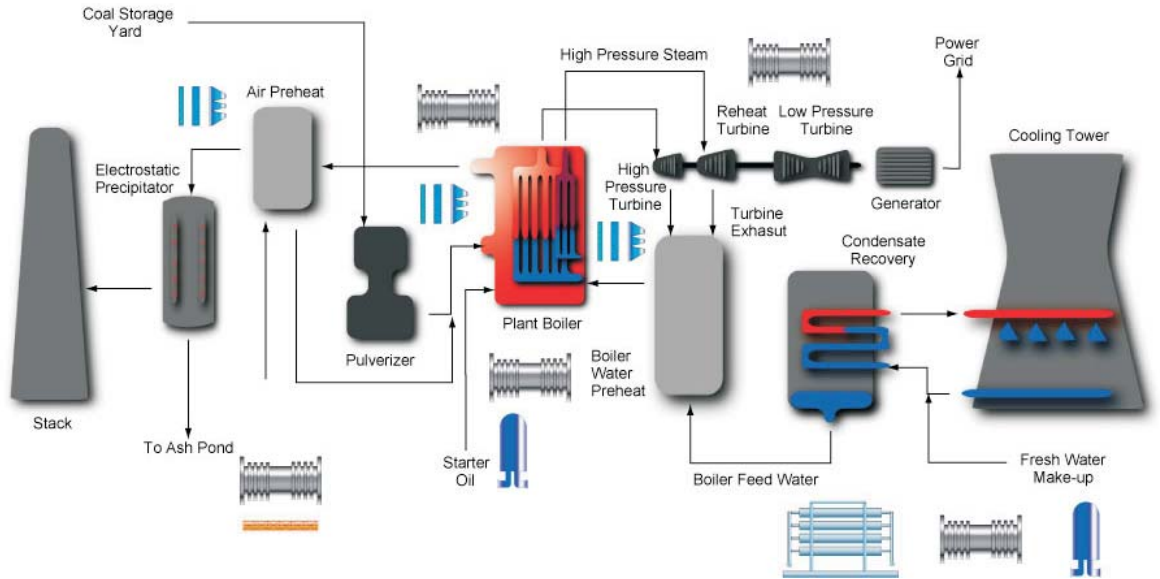 Coal Storage
Yard
High Pressure Steam
Power
Grid
Air Preheat
Reheat
Turbine
Low Pressure
Turbine
Cooling Tower
Electrostatic
Precipitator
High
Pressure
Turbine
Generator
Turbine
Exhasut
Condensate
Recovery
Plant Boiler
Pulverizer
Boiler
Water
Preheat
Stack
To Ash Pond
Starter
Oil
Boiler Feed Water
Fresh Water
Make-up